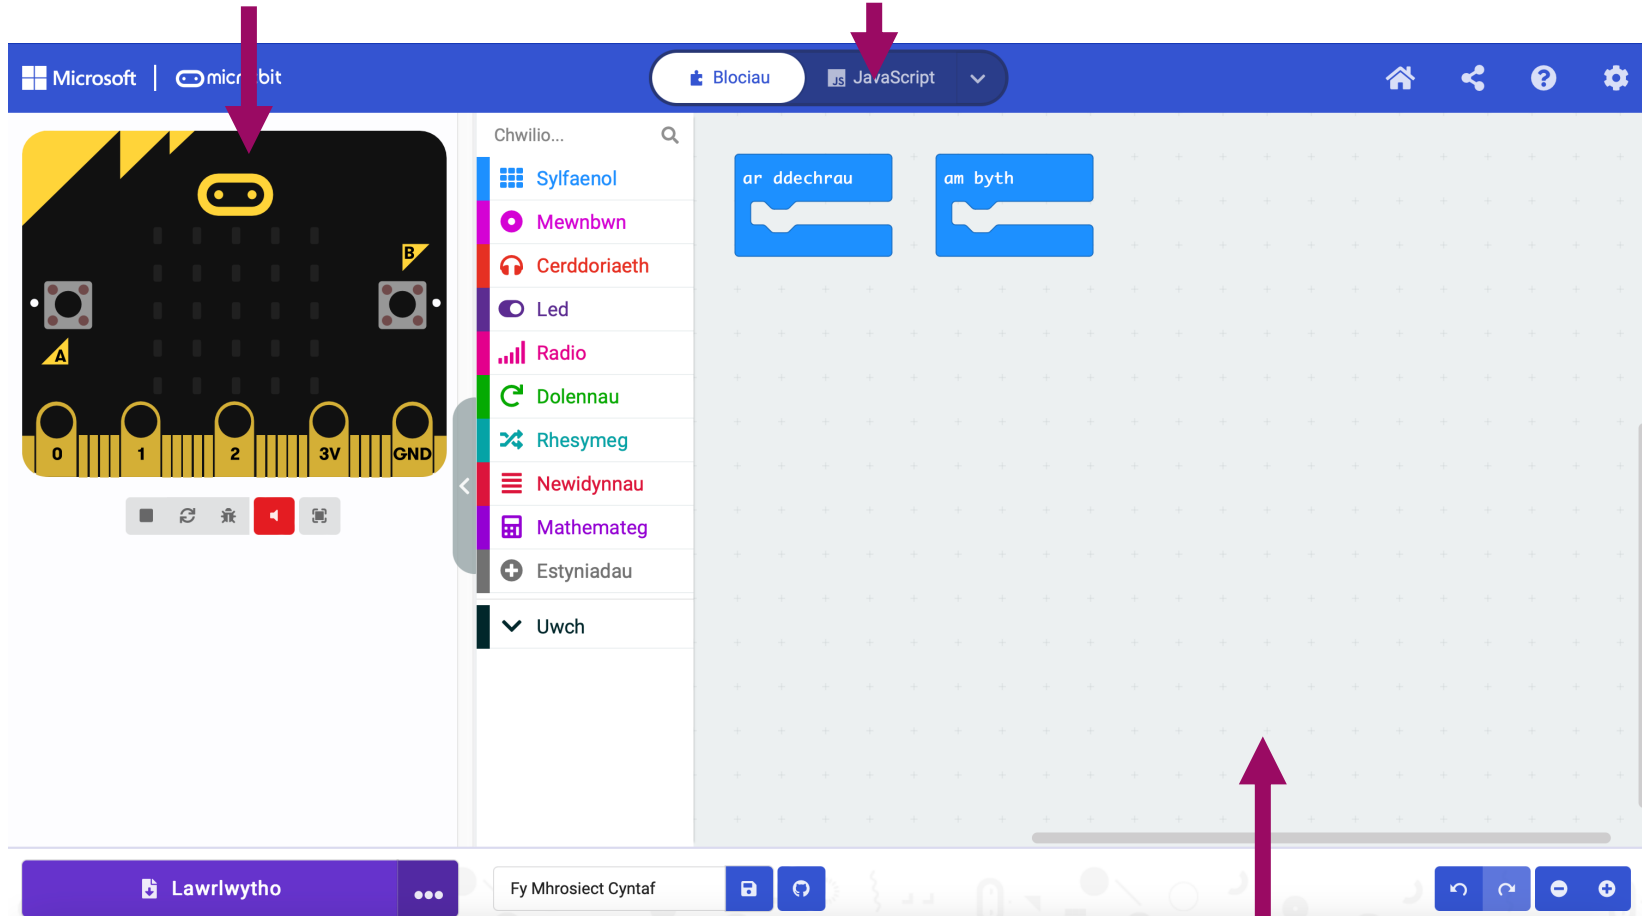 Microsoft
micro:bit
Blociau
JavaScript
Chwilio...
Sylfaenol
Mewnbwn
Cerddoriaeth
Led
Radio
Dolennau
Rhesymeg
Newidynnau
Mathemateg
Estyniadau
Uwch
ar ddechrau
am byth
B
A
0 1 2 3V GND
Lawrlwytho
Fy Mhrosiect Cyntaf